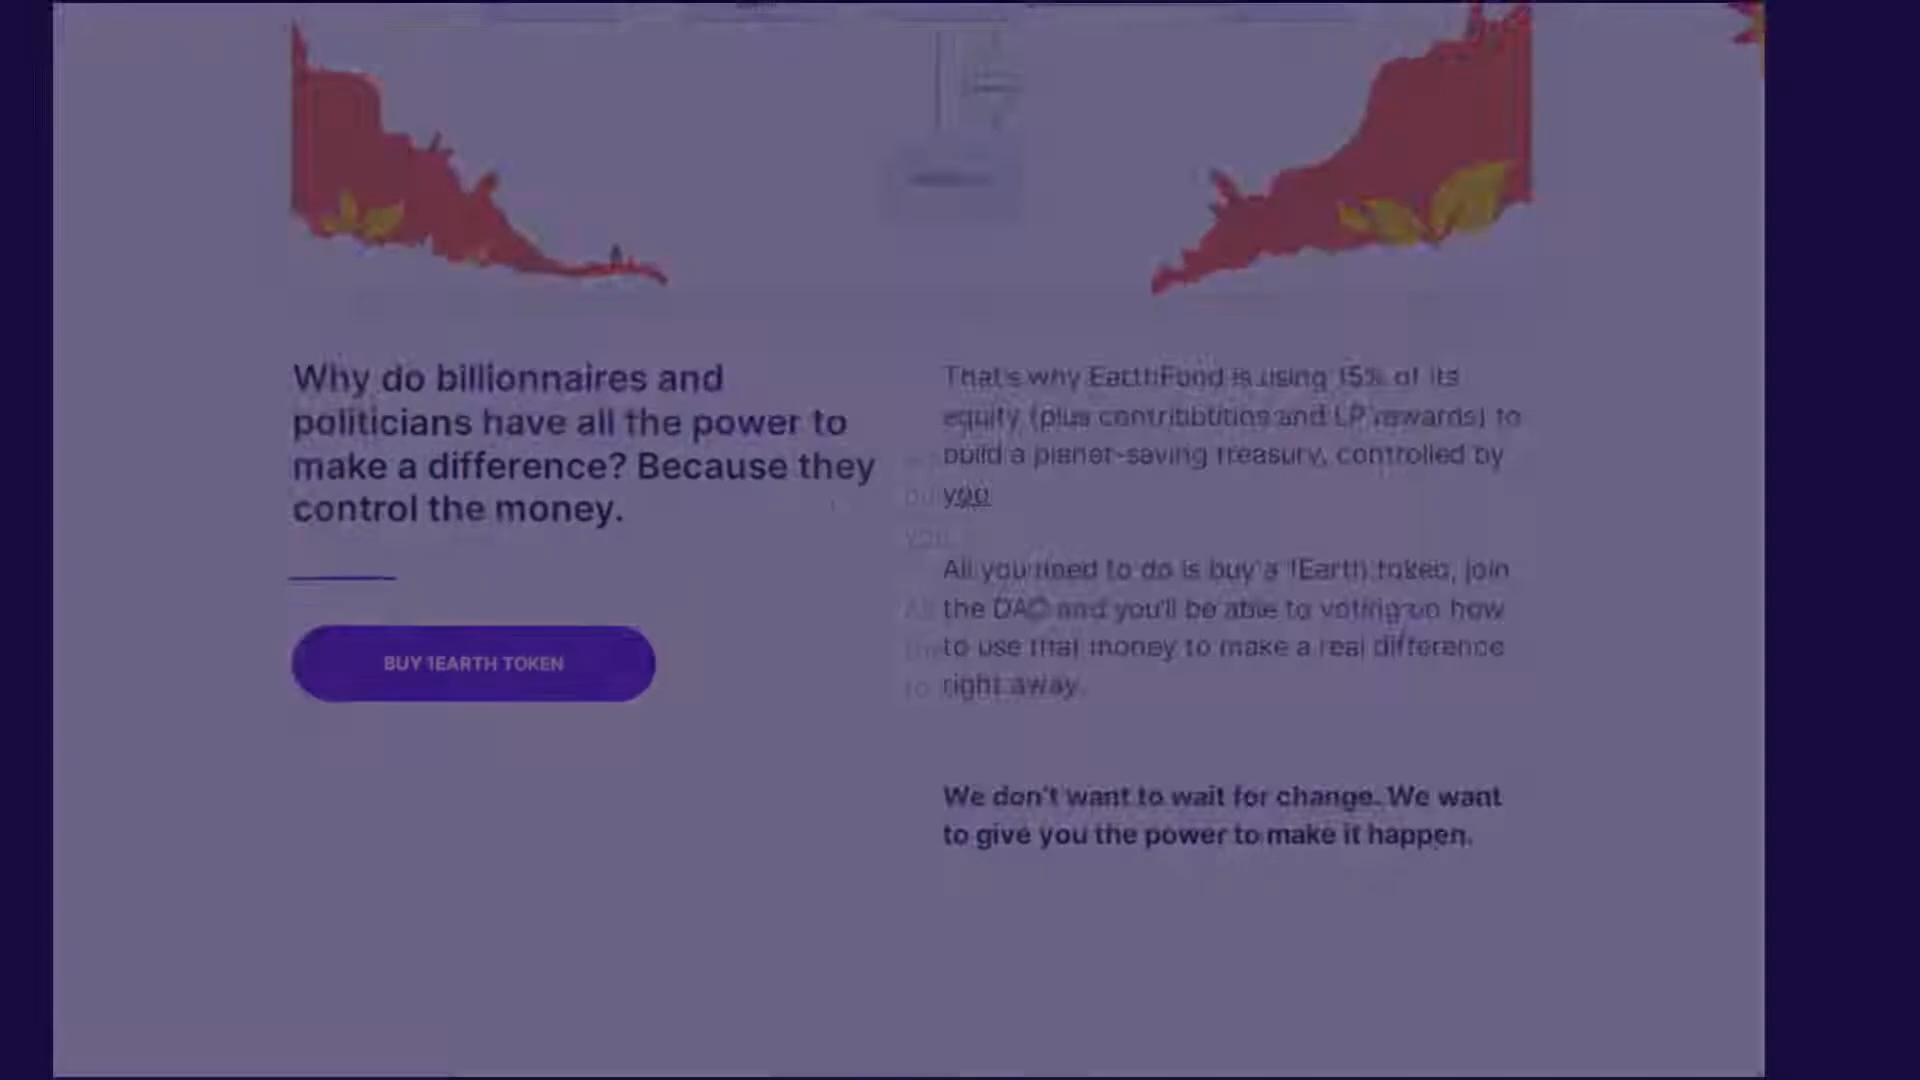 Why do billionnaires and
politicians have all the power to
make a difference? Because they
control the money.
BUY 1EARTH TOKEN
That's why EarthFund is using 15% of its
equity (plus contribbtitios and LP rewards) to
build a planet-saving treasury, controlled by
you
All you need to do is buy a 1Earth token, join
the DAO and you'll be able to voting on how
to use that money to make a real difference
right away.
We don't want to wait for change. We want
to give you the power to make it happen.